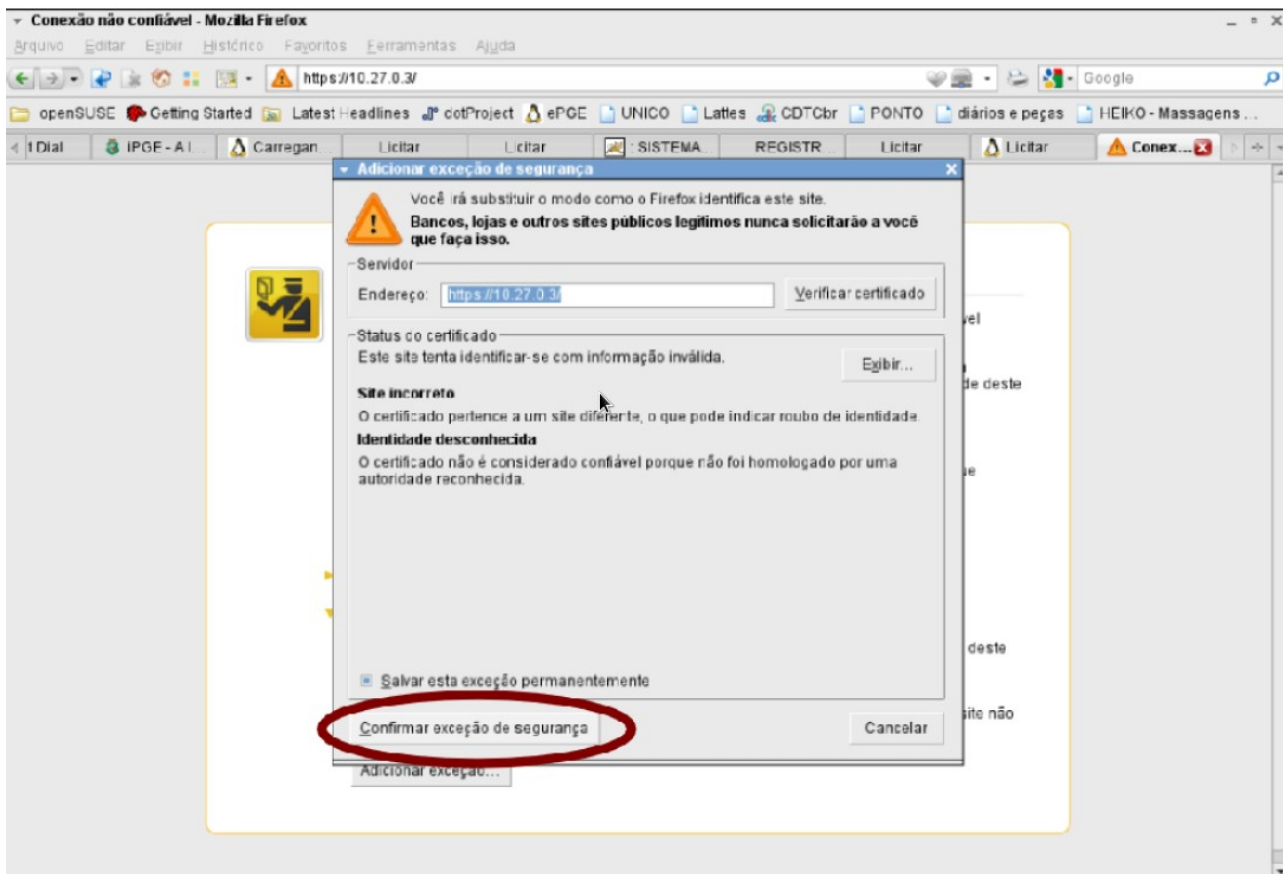 Conexão não confiável - Mozilla Firefox
Arquivo Editar Exibir Histórico Favoritos Ferramentas Ajuda
https://10.27.0.3/ Google
openSUSE Getting Started Latest Headlines dotProject ePGE UNICO Lattes CDTCbr PONTO diários e peças HEIKO - Massagens ...
1 Dial IPGE - A I... Carregan... Licitar Licitar : SISTEMA... REGISTR... Licitar Licitar Conex...
Adicionar exceção de segurança
Você irá substituir o modo como o Firefox identifica este site.
Bancos, lojas e outros sites públicos legítimos nunca solicitarão a você
que faça isso.
Servidor
Endereço: https://10.27.0.3/ Verificar certificado
vel
Status do certificado
Este site tenta identificar-se com informação inválida.
Exibir...
de deste
Site incorreto
O certificado pertence a um site diferente, o que pode indicar roubo de identidade.
Identidade desconhecida
O certificado não é considerado confiável porque não foi homologado por uma
autoridade reconhecida.
deste
Salvar esta exceção permanentemente
site não
Confirmar exceção de segurança Cancelar
Adicionar exceção...